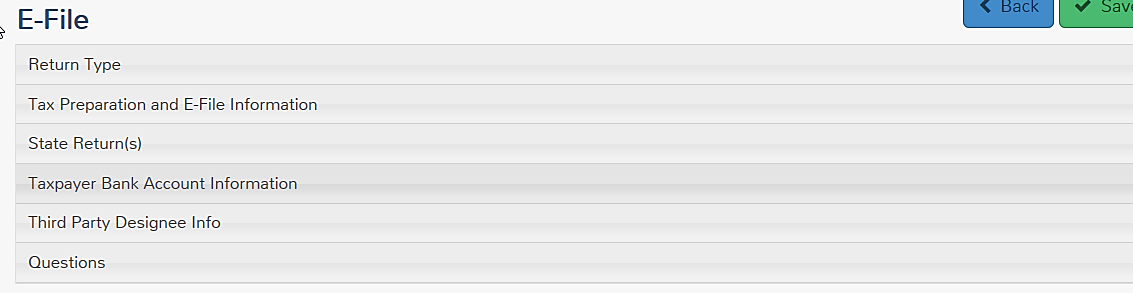 E-File
Back
Return Type
Tax Preparation and E-File Information
State Return(s)
Taxpayer Bank Account Information
Third Party Designee Info
Questions